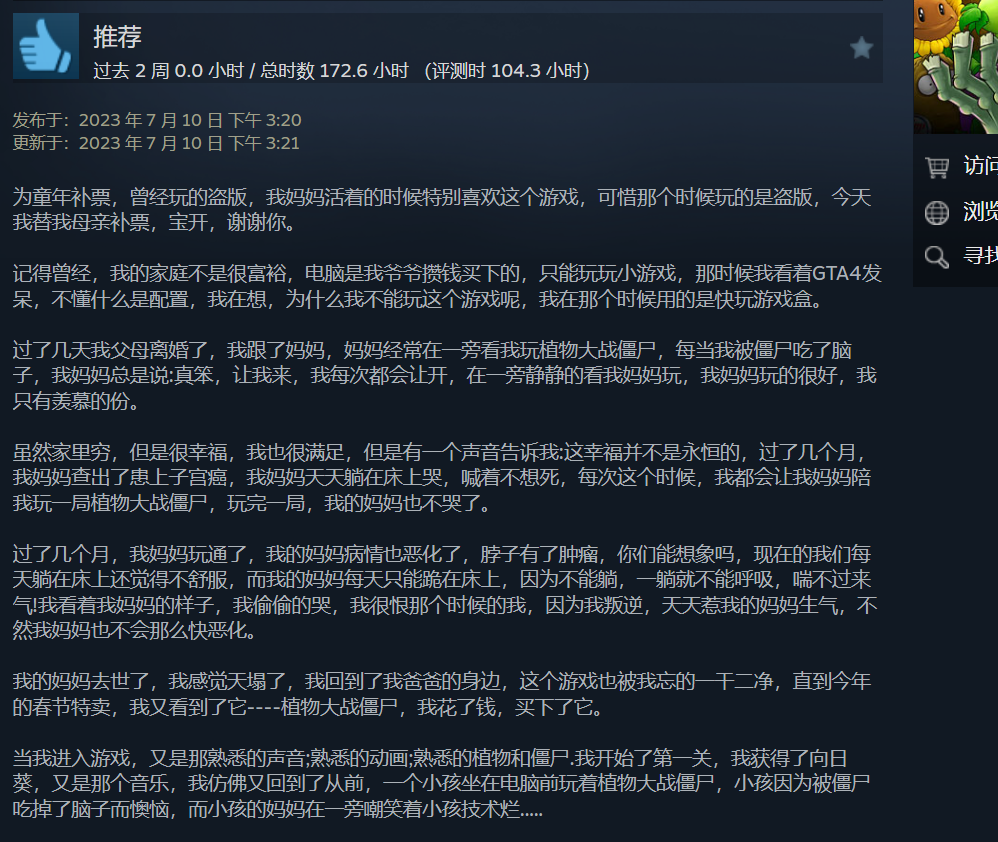 推荐
过去 2 周 0.0 小时 / 总时数 172.6 小时 （评测时 104.3 小时）
发布于：2023 年 7 月 10 日 下午 3:20
更新于：2023 年 7 月 10 日 下午 3:21
为童年补票，曾经玩的盗版，我妈妈活着的时候特别喜欢这个游戏，可惜那个时候玩的是盗版，今天
我替我母亲补票，宝开，谢谢你。
记得曾经，我的家庭不是很富裕，电脑是我爷爷攒钱买下的，只能玩玩小游戏，那时候我看着GTA4发
呆，不懂什么是配置，我在想，为什么我不能玩这个游戏呢，我在那个时候用的是快玩游戏盒。
过了几天我父母离婚了，我跟了妈妈，妈妈经常在一旁看我玩植物大战僵尸，每当我被僵尸吃了脑
子，我妈妈总是说:真笨，让我来，我每次都会让开，在一旁静静的看我妈妈玩，我妈妈玩的很好，我
只有羡慕的份。
虽然家里穷，但是很幸福，我也很满足，但是有一个声音告诉我:这幸福并不是永恒的，过了几个月，
我妈妈查出了患上子宫癌，我妈妈天天躺在床上哭，喊着不想死，每次这个时候，我都会让我妈妈陪
我玩一局植物大战僵尸，玩完一局，我的妈妈也不哭了。
过了几个月，我妈妈玩通了，我的妈妈病情也恶化了，脖子有了肿瘤，你们能想象吗，现在的我们每
天躺在床上还觉得不舒服，而我的妈妈每天只能跪在床上，因为不能躺，一躺就不能呼吸，喘不过来
气!我看着我妈妈的样子，我偷偷的哭，我很恨那个时候的我，因为我叛逆，天天惹我的妈妈生气，不
然我妈妈也不会那么快恶化。
我的妈妈去世了，我感觉天塌了，我回到了我爸爸的身边，这个游戏也被我忘的一干二净，直到今年
的春节特卖，我又看到了它----植物大战僵尸，我花了钱，买下了它。
当我进入游戏，又是那熟悉的声音;熟悉的动画;熟悉的植物和僵尸.我开始了第一关，我获得了向日
葵，又是那个音乐，我仿佛又回到了从前，一个小孩坐在电脑前玩着植物大战僵尸，小孩因为被僵尸
吃掉了脑子而懊恼，而小孩的妈妈在一旁嘲笑着小孩技术烂.....
访问
浏览
寻找